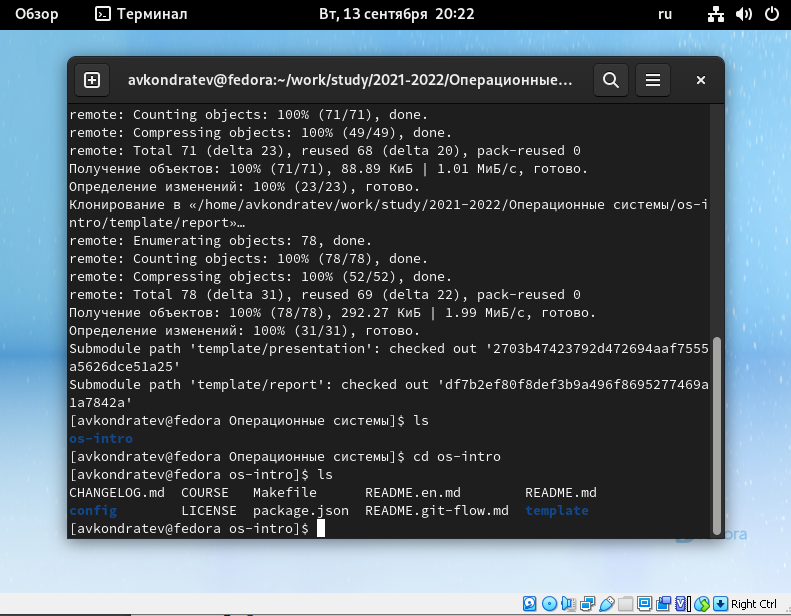 Обзор
Терминал
Вт, 13 сентября 20:22
ru
avkondratev@fedora:~/work/study/2021-2022/Операционные…
remote: Counting objects: 100% (71/71), done.
remote: Compressing objects: 100% (49/49), done.
remote: Total 71 (delta 23), reused 68 (delta 20), pack-reused 0
Получение объектов: 100% (71/71), 88.89 КиБ | 1.01 МиБ/с, готово.
Определение изменений: 100% (23/23), готово.
Клонирование в «/home/avkondratev/work/study/2021-2022/Операционные системы/os-i
ntro/template/report»…
remote: Enumerating objects: 78, done.
remote: Counting objects: 100% (78/78), done.
remote: Compressing objects: 100% (52/52), done.
remote: Total 78 (delta 31), reused 69 (delta 22), pack-reused 0
Получение объектов: 100% (78/78), 292.27 КиБ | 1.99 МиБ/с, готово.
Определение изменений: 100% (31/31), готово.
Submodule path 'template/presentation': checked out '2703b47423792d472694aaf7555
a5626dce51a25'
Submodule path 'template/report': checked out 'df7b2ef80f8def3b9a496f8695277469a
1a7842a'
[avkondratev@fedora Операционные системы]$ ls
os-intro
[avkondratev@fedora Операционные системы]$ cd os-intro
[avkondratev@fedora os-intro]$ ls
CHANGELOG.md COURSE Makefile README.en.md README.md
config LICENSE package.json README.git-flow.md template
[avkondratev@fedora os-intro]$
Right Ctrl